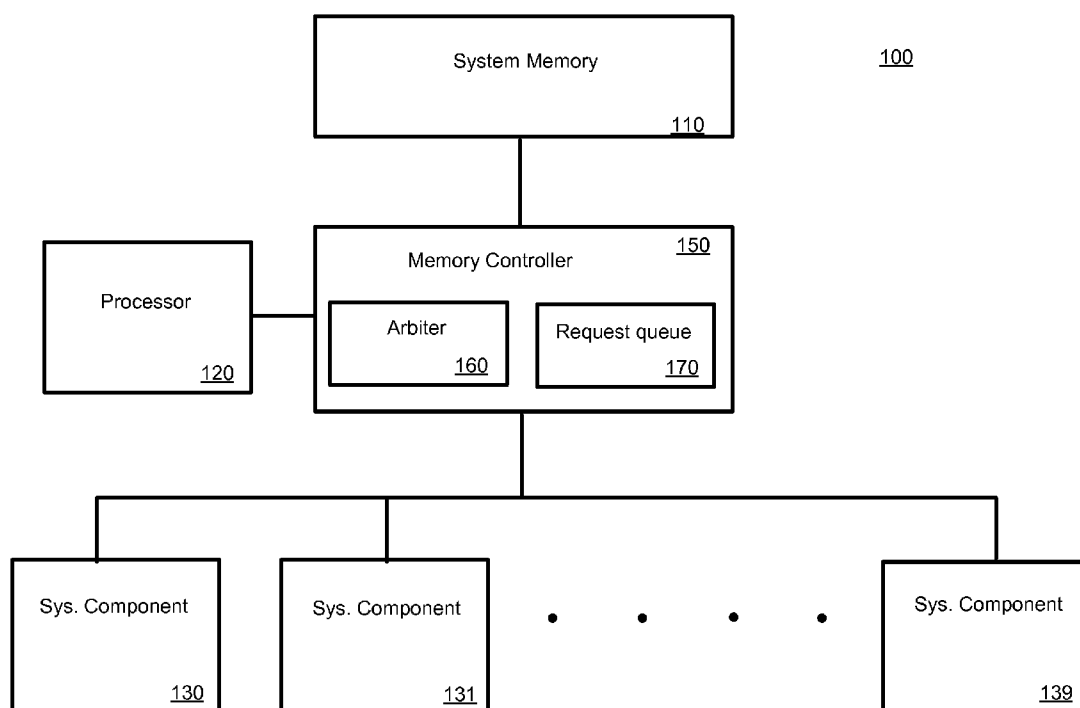 System Memory
100
110
150
Memory Controller
Processor
Arbiter
Request queue
120
160
170
Sys. Component
Sys. Component
Sys. Component
130
131
139